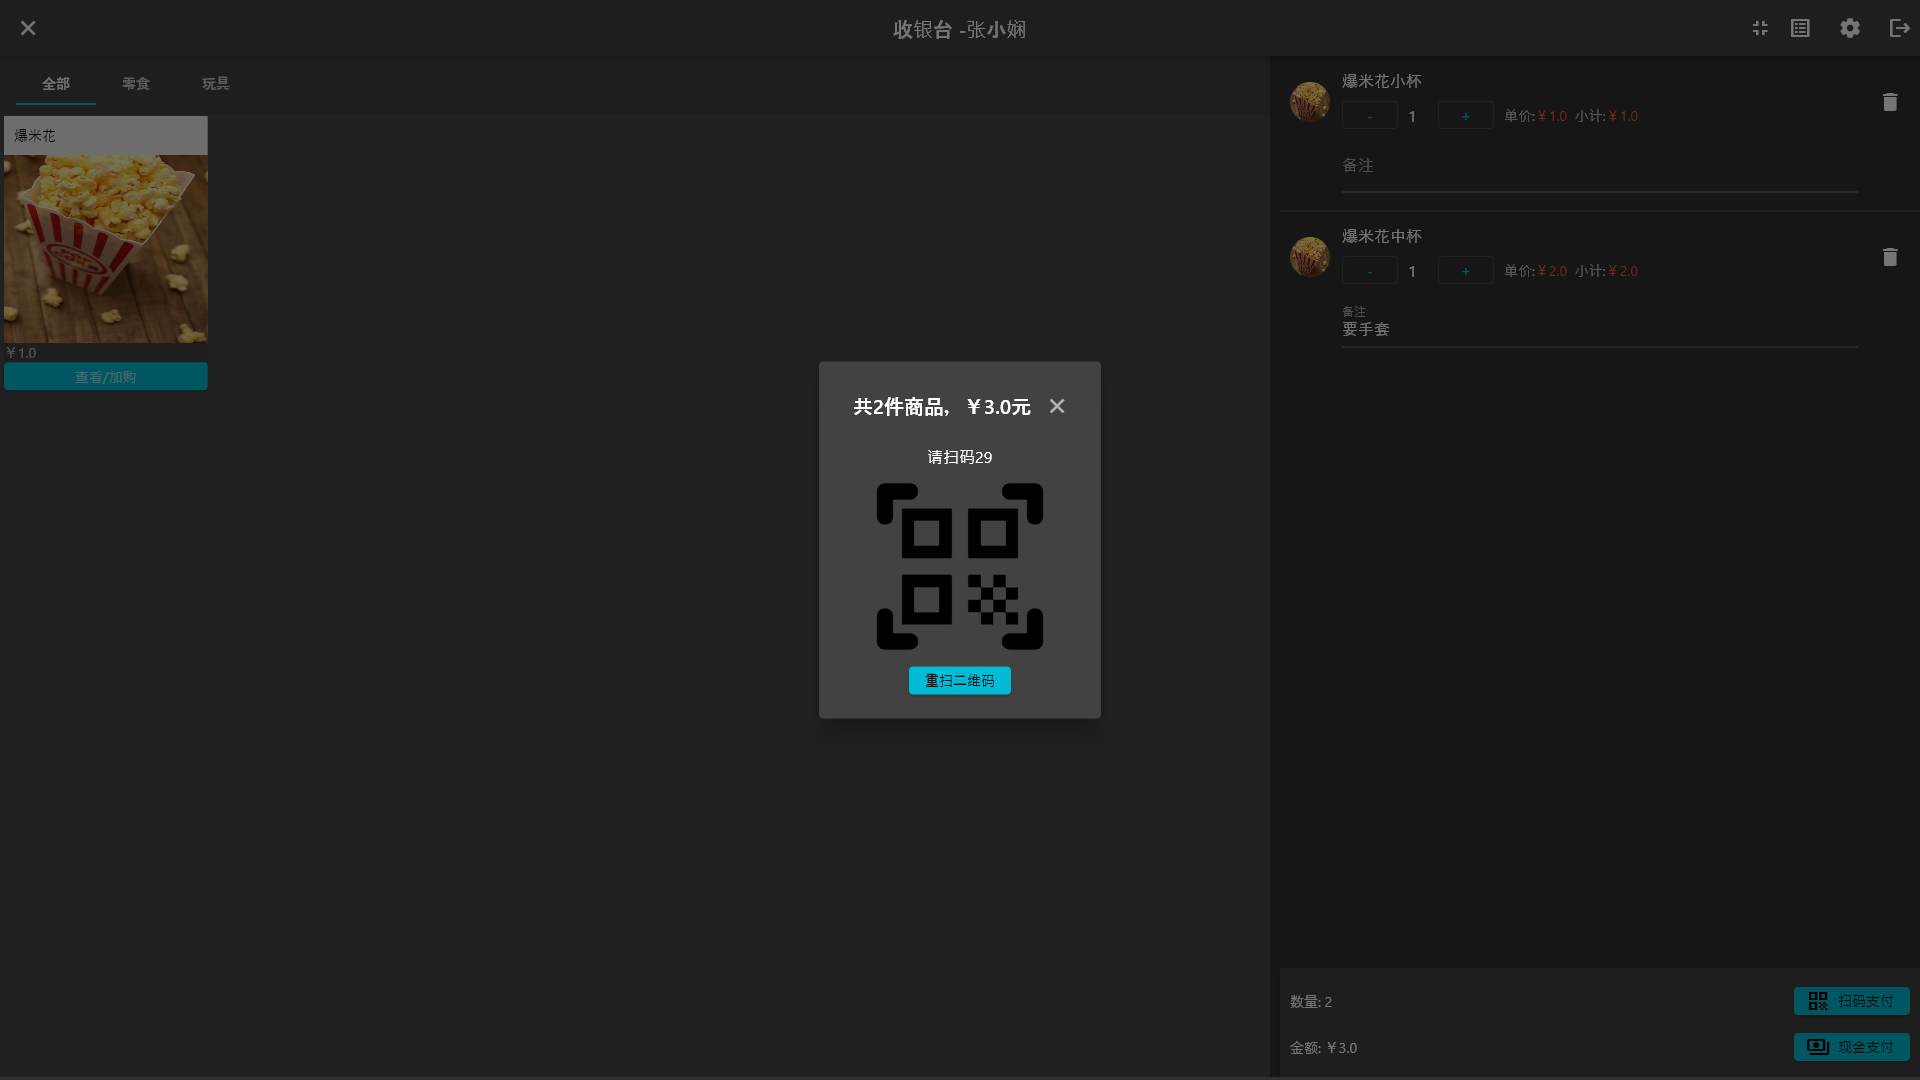 收银台 -张小娴
全部
零食
玩具
爆米花
￥1.0
查看/加购
爆米花小杯
- 1 + 单价:￥1.0 小计:￥1.0
备注
爆米花中杯
- 1 + 单价:￥2.0 小计:￥2.0
备注
要手套
共2件商品，￥3.0元
请扫码29
重扫二维码
数量: 2
扫码支付
金额: ￥3.0
现金支付